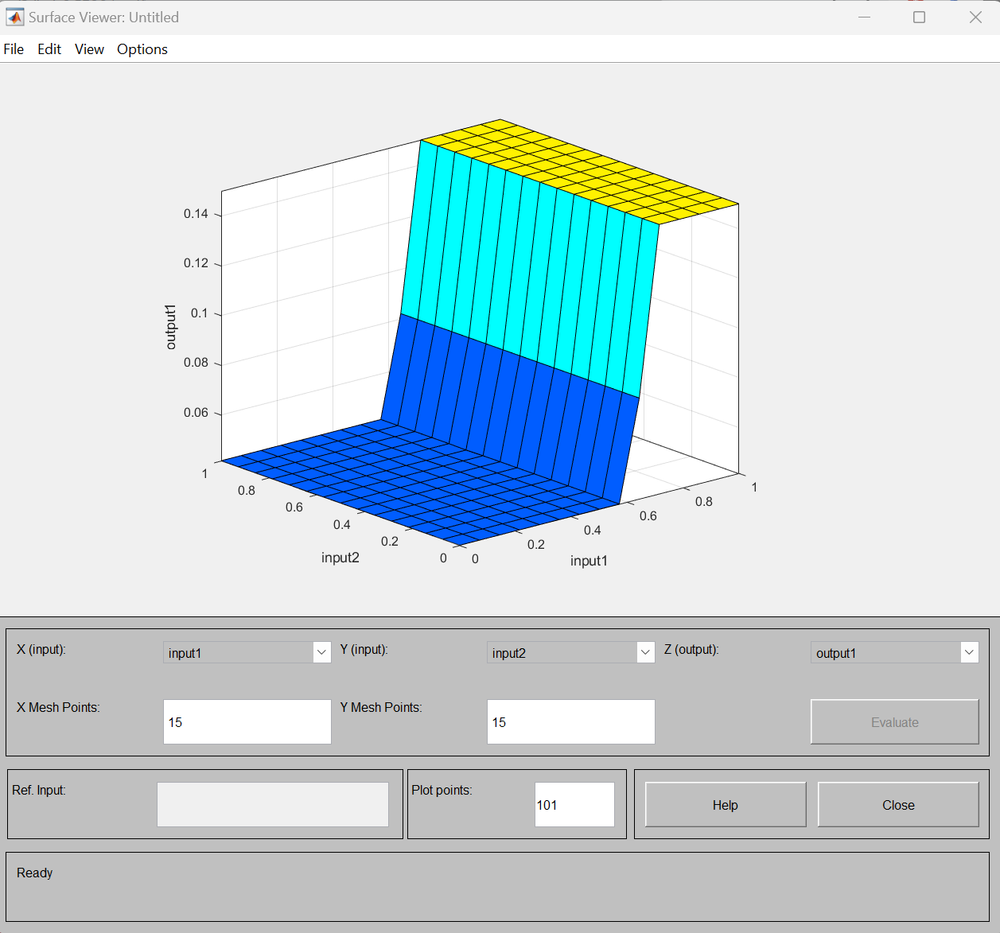 Surface Viewer: Untitled
File Edit View Options
0.14
0.12
0.1
0.08
0.06
output1
1
0.8
0.6
0.4
0.2
0
input2
0
0.2
0.4
0.6
0.8
1
input1
X (input): input1 Y (input): input2 Z (output): output1
X Mesh Points: 15 Y Mesh Points: 15 Evaluate
Ref. Input: Plot points: 101 Help Close
Ready